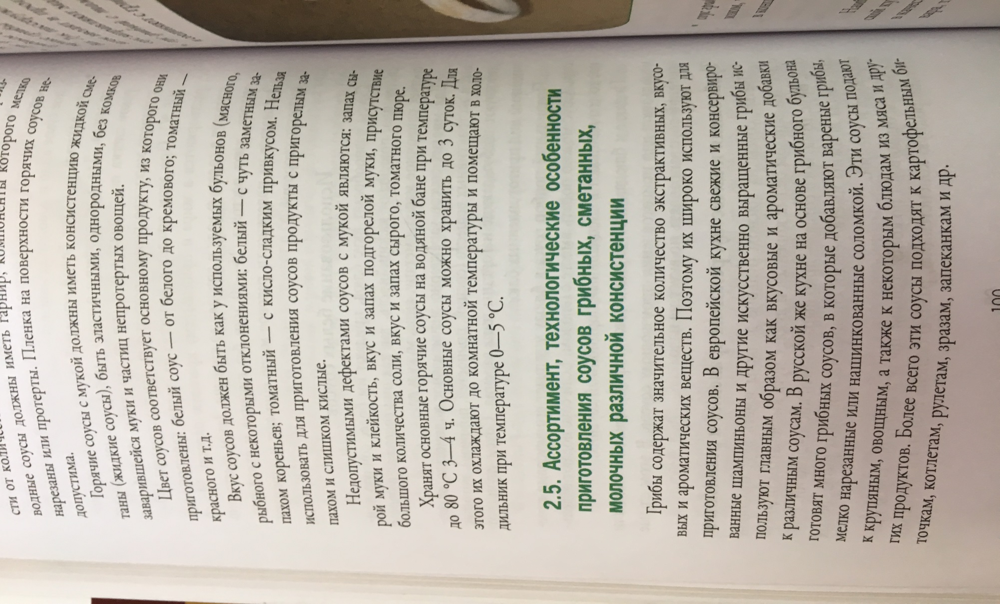 сти от количес
водные соусы должны иметь гарнир, компоненты которого мелко
нарезаны или протерты. Пленка на поверхности горячих соусов не-
допустима.
Горячие соусы с мукой должны иметь консистенцию жидкой сме-
таны (жидкие соусы), быть эластичными, однородными, без комков
заварившейся муки и частиц непротертых овощей.
Цвет соусов соответствует основному продукту, из которого они
приготовлены: белый соус — от белого до кремового; томатный —
красного и т.д.
Вкус соусов должен быть как у используемых бульонов (мясного,
рыбного с некоторыми отклонениями: белый — с чуть заметным за-
пахом кореньев; томатный — с кисло-сладким привкусом. Нельзя
использовать для приготовления соусов продукты с пригорелым за-
пахом и слишком кислые.
Недопустимыми дефектами соусов с мукой являются: запах сы-
рой муки и клейкость, вкус и запах подгорелой муки, присутствие
большого количества соли, вкус и запах сырого, томатного пюре.
Хранят основные горячие соусы на водяной бане при температуре
до 80 °С 3—4 ч. Основные соусы можно хранить до 3 суток. Для
этого их охлаждают до комнатной температуры и помещают в холо-
дильник при температуре 0—5 °С.
2.5. Ассортимент, технологические особенности
приготовления соусов грибных, сметанных,
молочных различной консистенции
Грибы содержат значительное количество экстрактивных, вкусо-
вых и ароматических веществ. Поэтому их широко используют для
приготовления соусов. В европейской кухне свежие и консервиро-
ванные шампиньоны и другие искусственно выращенные грибы ис-
пользуют главным образом как вкусовые и ароматические добавки
к различным соусам. В русской же кухне на основе грибного бульона
готовят много грибных соусов, в которые добавляют вареные грибы,
мелко нарезанные или нашинкованные соломкой. Эти соусы подают
к крупяным, овощным, а также к некоторым блюдам из мяса и дру-
гих продуктов. Более всего эти соусы подходят к картофельным би-
точкам, котлетам, рулетам, зразам, запеканкам и др.
100